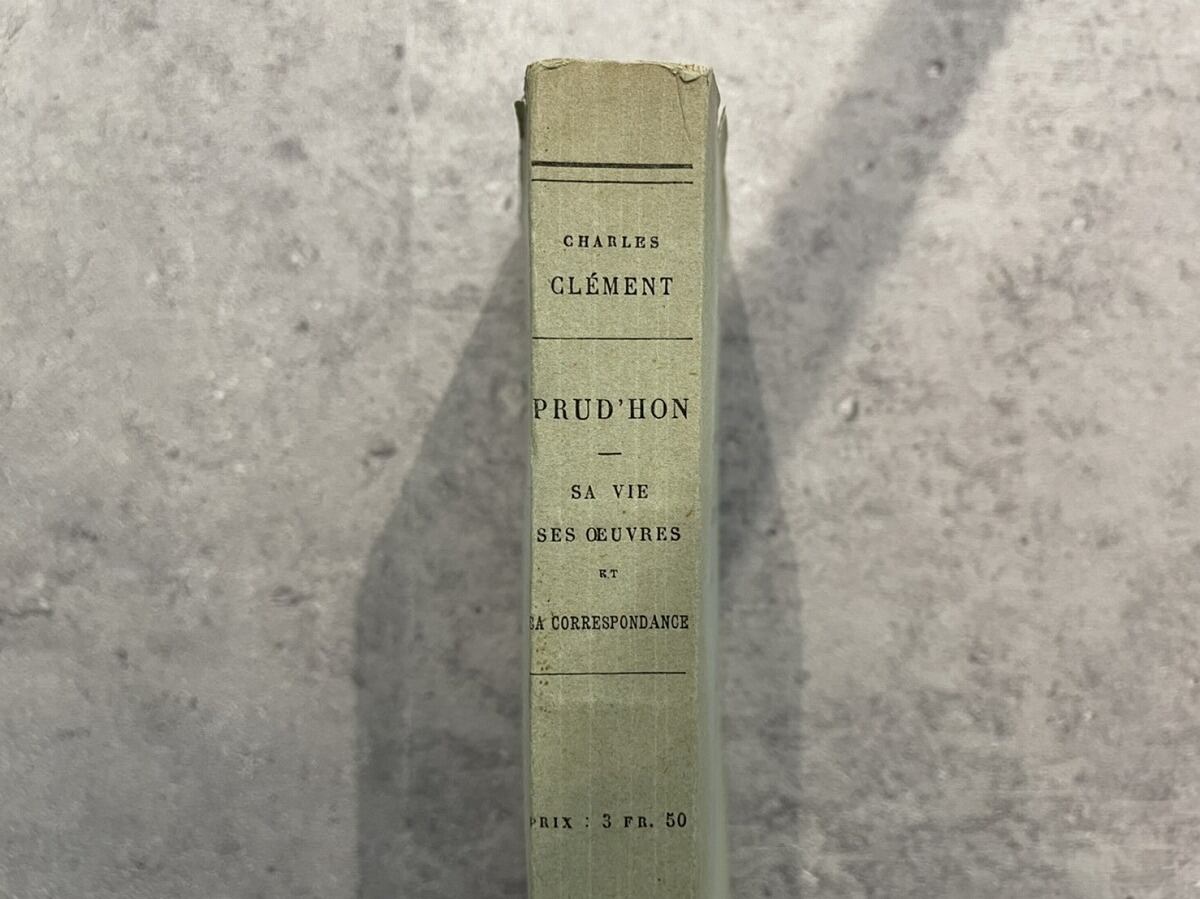 CHARLES
CLÉMENT
PRUD'HON
SA VIE
SES ŒUVRES
ET
SA CORRESPONDANCE
PRIX : 3 FR. 50